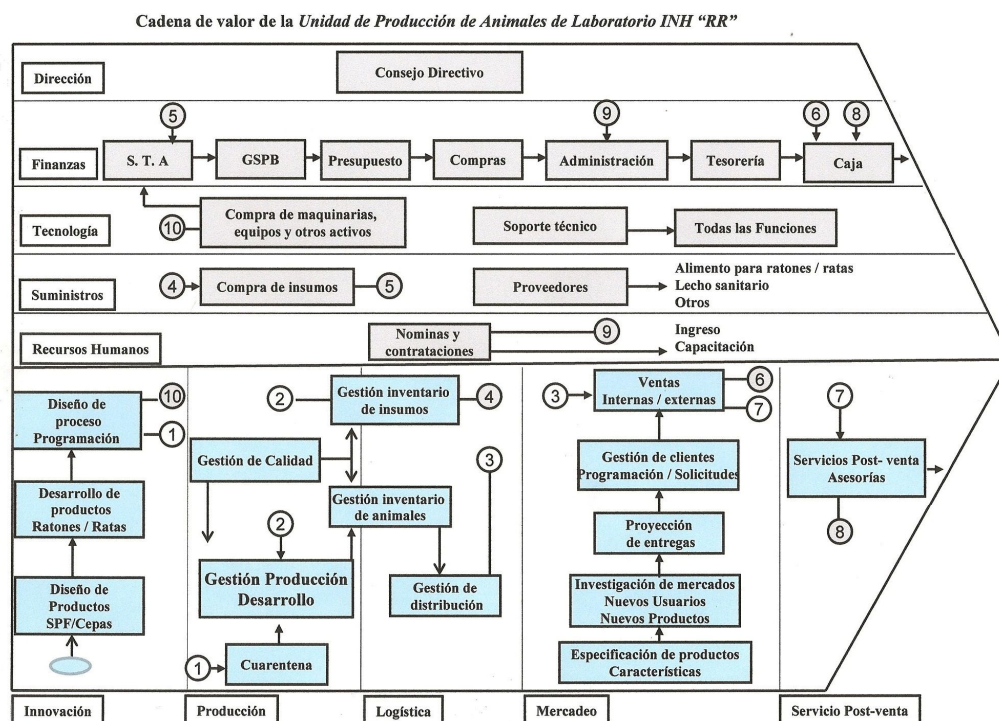 Cadena de valor de la Unidad de Producción de Animales de Laboratorio INH “RR”
Dirección
Consejo Directivo
5
9
6
8
Finanzas
S. T. A
GSPB
Presupuesto
Compras
Administración
Tesorería
Caja
Tecnología
10
Compra de maquinarias,
equipos y otros activos
Soporte técnico
Todas las Funciones
Suministros
4
Compra de insumos
5
Proveedores
Alimento para ratones / ratas
Lecho sanitario
Otros
Recursos Humanos
Nominas y
contrataciones
9
Ingreso
Capacitación
Diseño de
proceso
Programación
10
1
Desarrollo de
productos
Ratones / Ratas
Diseño de
Productos
SPF/Cepas
2
Gestión inventario
de insumos
4
Gestión de Calidad
3
Gestión inventario
de animales
2
Gestión Producción
Desarrollo
Gestión de
distribución
1
Cuarentena
3
Ventas
Internas / externas
6
7
Gestión de clientes
Programación / Solicitudes
Proyección
de entregas
Investigación de mercados
Nuevos Usuarios
Nuevos Productos
Especificación de productos
Características
7
Servicios Post- venta
Asesorías
8
Innovación
Producción
Logística
Mercadeo
Servicio Post-venta